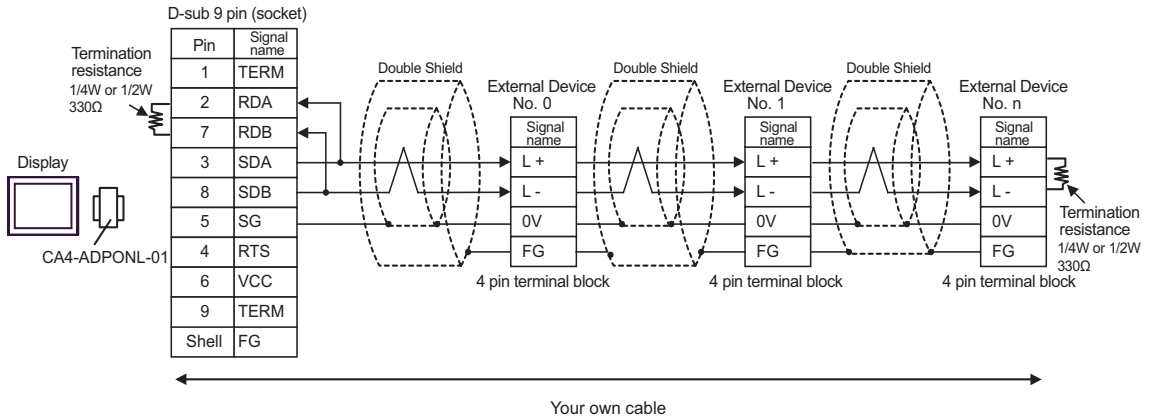 D-sub 9 pin (socket)
Pin Signal name
1 TERM
2 RDA
7 RDB
3 SDA
8 SDB
5 SG
4 RTS
6 VCC
9 TERM
Shell FG
Termination
resistance
1/4W or 1/2W
330Ω
Display
CA4-ADPONL-01
Double Shield
External Device
No. 0
Signal
name
L +
L -
0V
FG
4 pin terminal block
Double Shield
External Device
No. 1
Signal
name
L +
L -
0V
FG
4 pin terminal block
Double Shield
External Device
No. n
Signal
name
L +
L -
0V
FG
4 pin terminal block
Termination
resistance
1/4W or 1/2W
330Ω
Your own cable